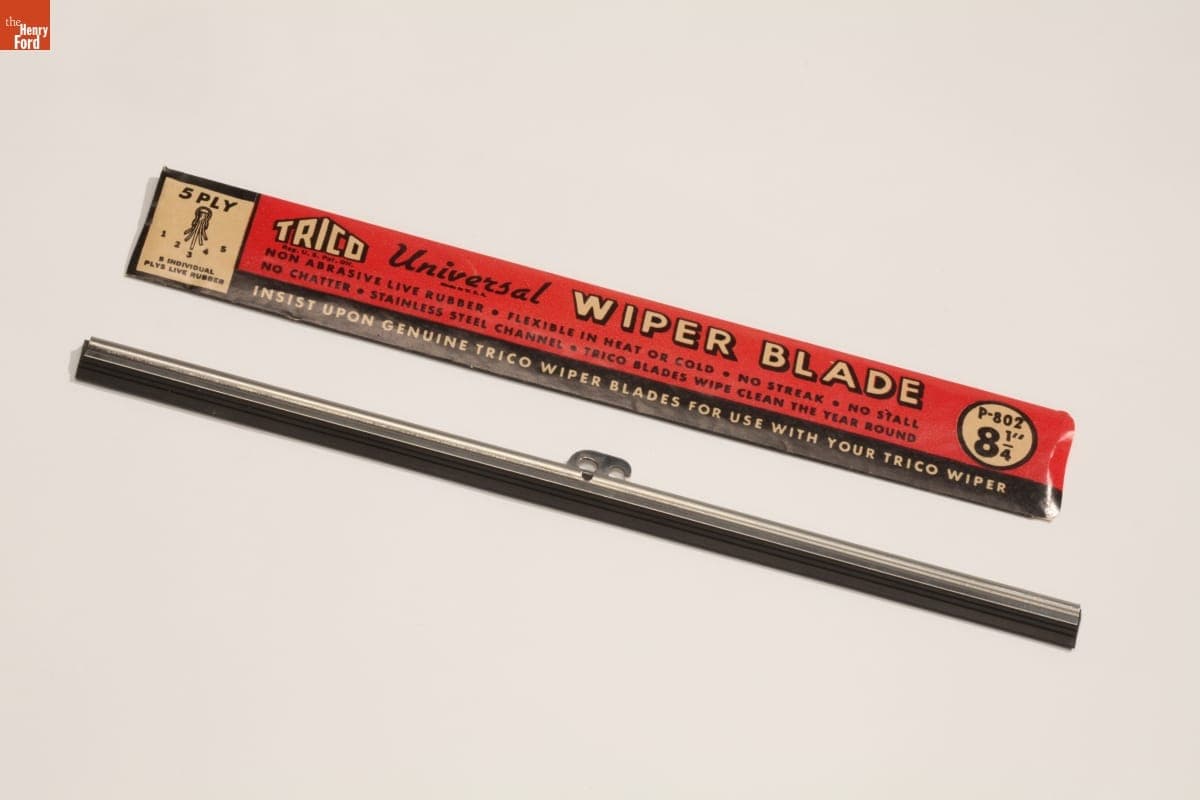 the
Henry
Ford
5 PLY
1 2 3 4 5
5 INDIVIDUAL
PLYS LIVE RUBBER
TRICO
Reg. U. S. Pat. Off.
Universal
WIPER BLADE
NON ABRASIVE LIVE RUBBER • FLEXIBLE IN HEAT OR COLD • NO STREAK • NO STALL
NO CHATTER • STAINLESS STEEL CHANNEL • TRICO BLADES WIPE CLEAN THE YEAR ROUND
INSIST UPON GENUINE TRICO WIPER BLADES FOR USE WITH YOUR TRICO WIPER
P-802
8 1/4"